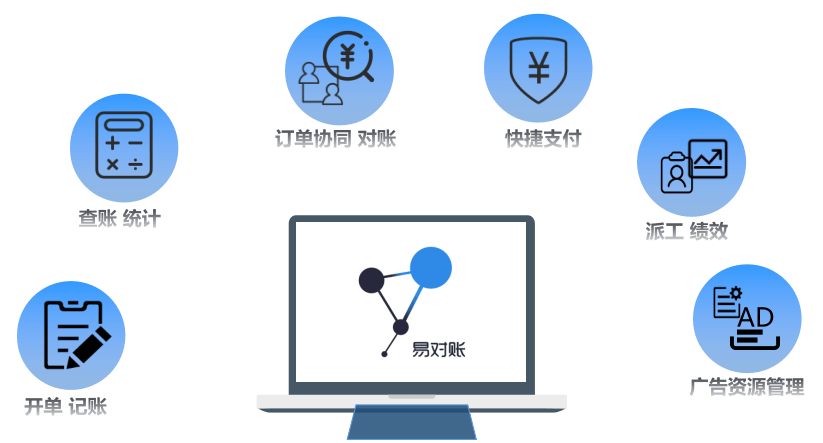 订单协同 对账
快捷支付
查账 统计
派工 绩效
易对账
AD
广告资源管理
开单 记账